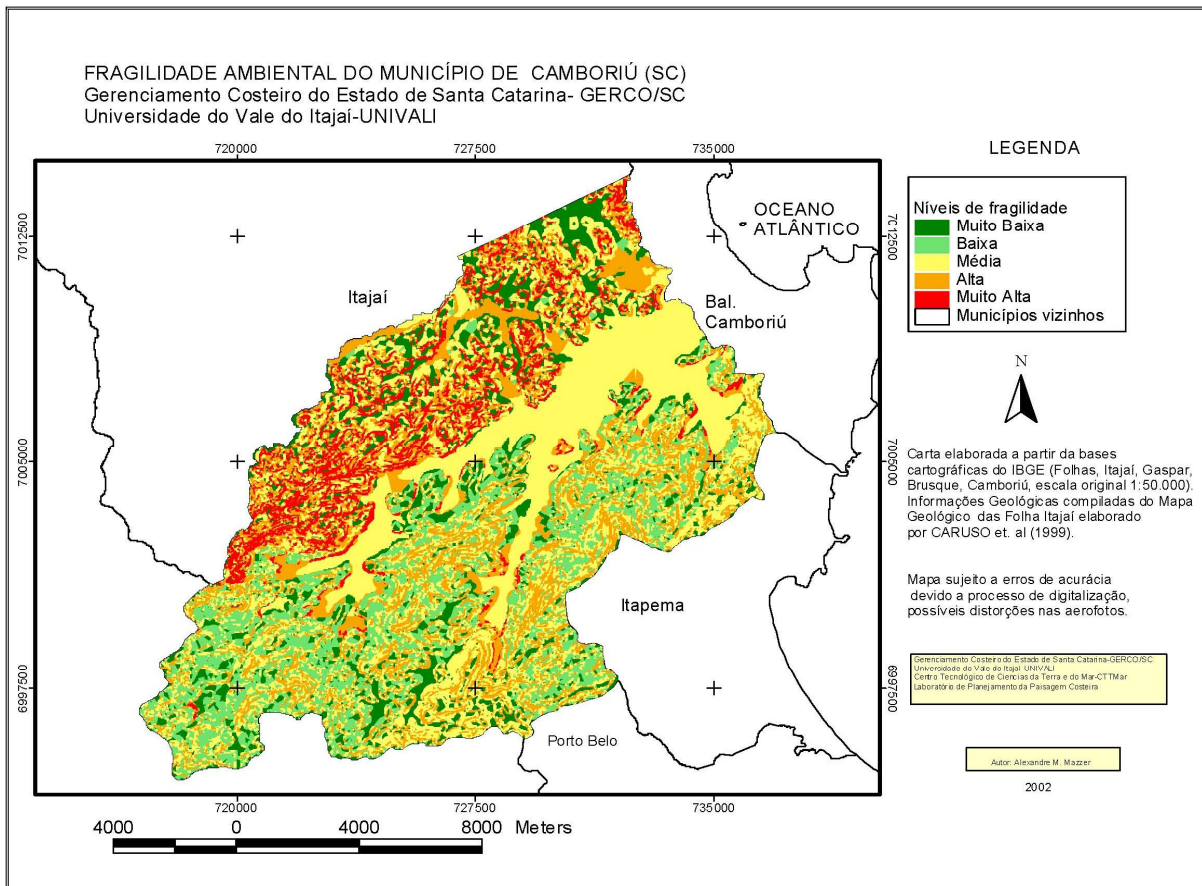 FRAGILIDADE AMBIENTAL DO MUNICÍPIO DE CAMBORIÚ (SC)
Gerenciamento Costeiro do Estado de Santa Catarina- GERCO/SC
Universidade do Vale do Itajaí-UNIVALI
720000
727500
735000
7012500
7012500
7005000
7005000
6997500
6997500
OCEANO
ATLÂNTICO
Itajaí
Bal.
Camboriú
Itapema
Porto Belo
720000
727500
735000
4000
0
4000
8000 Meters
LEGENDA
Níveis de fragilidade
Muito Baixa
Baixa
Média
Alta
Muito Alta
Municípios vizinhos
N
Carta elaborada a partir da bases
cartográficas do IBGE (Folhas, Itajaí, Gaspar,
Brusque, Camboriú, escala original 1:50.000).
Informações Geológicas compiladas do Mapa
Geológico das Folha Itajaí elaborado
por CARUSO et. al (1999).
Mapa sujeito a erros de acurácia
devido a processo de digitalização,
possíveis distorções nas aerofotos.
Gerenciamento Costeiro do Estado de Santa Catarina-GERCO/SC
Universidade do Vale do Itajaí-UNIVALI
Centro Tecnológico de Ciencias da Terra e do Mar-CTTMar
Laboratório de Planejamento da Paisagem Costeira
Autor: Alexandre M. Mazzer
2002